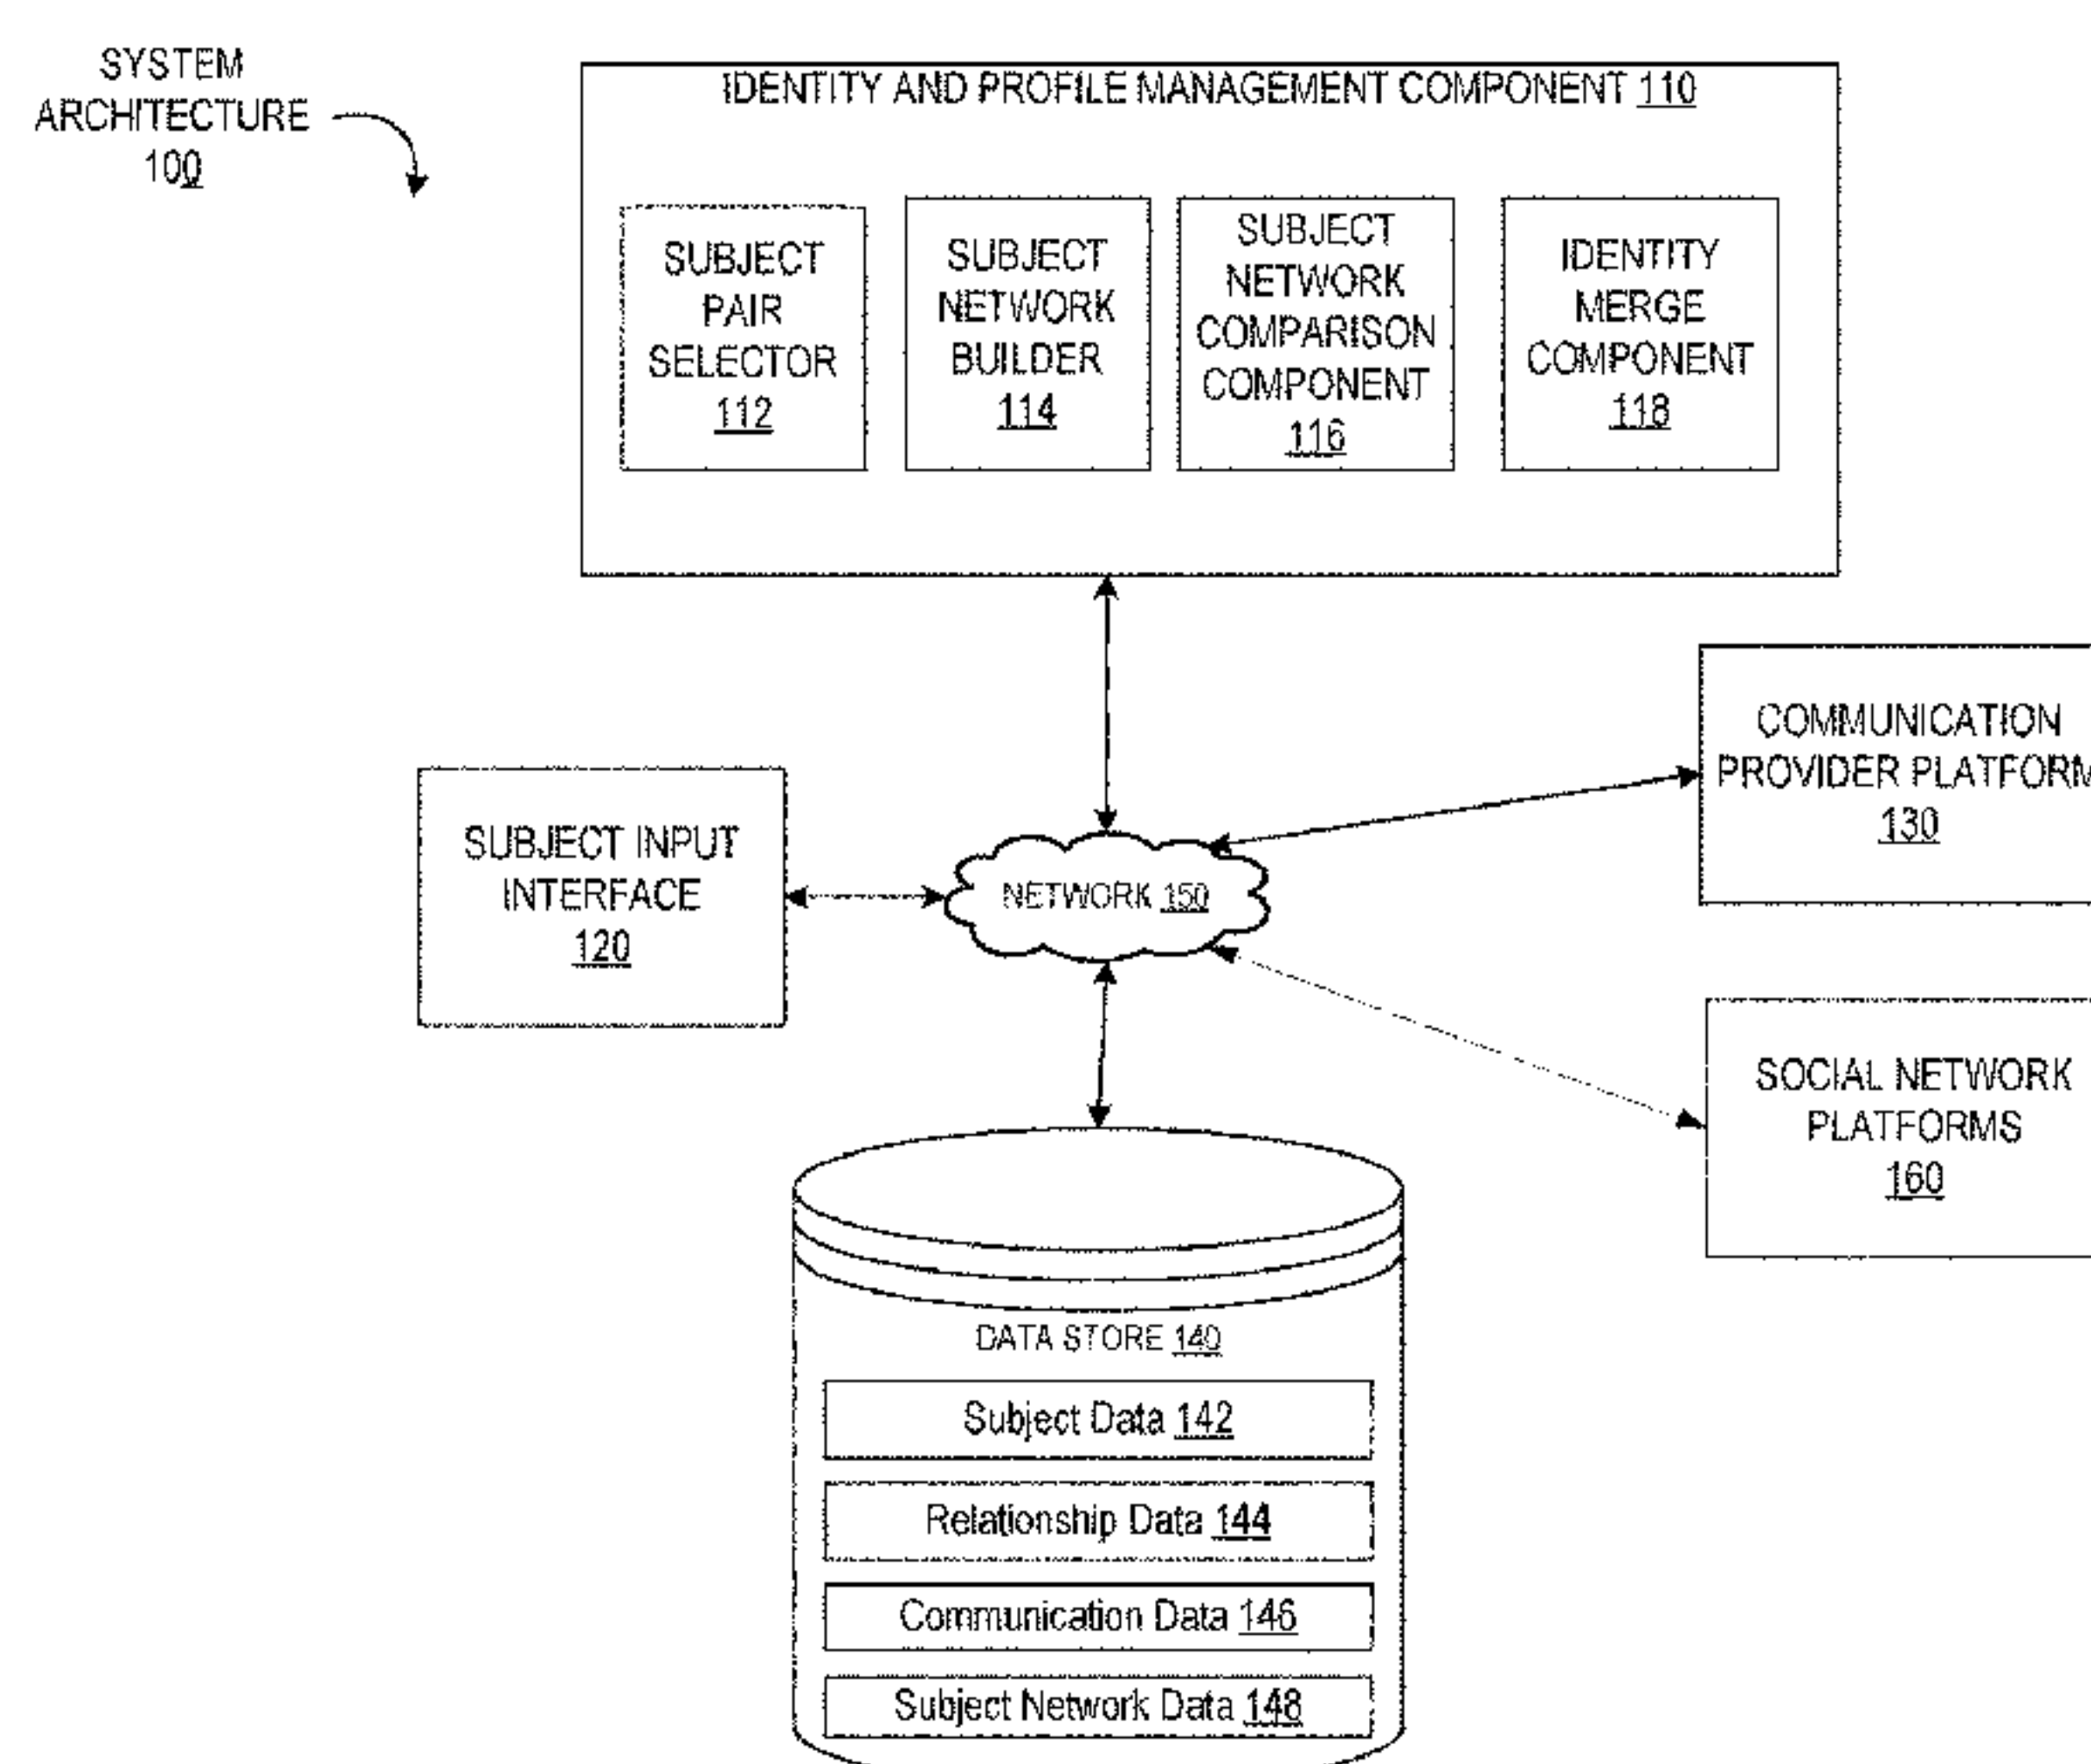 SYSTEM
ARCHITECTURE
100
IDENTITY AND PROFILE MANAGEMENT COMPONENT 110
SUBJECT
PAIR
SELECTOR
112
SUBJECT
NETWORK
BUILDER
114
SUBJECT
NETWORK
COMPARISON
COMPONENT
116
IDENTITY
MERGE
COMPONENT
118
COMMUNICATION
PROVIDER PLATFORM
130
SUBJECT INPUT
INTERFACE
120
NETWORK 150
SOCIAL NETWORK
PLATFORMS
160
DATA STORE 140
Subject Data 142
Relationship Data 144
Communication Data 146
Subject Network Data 148